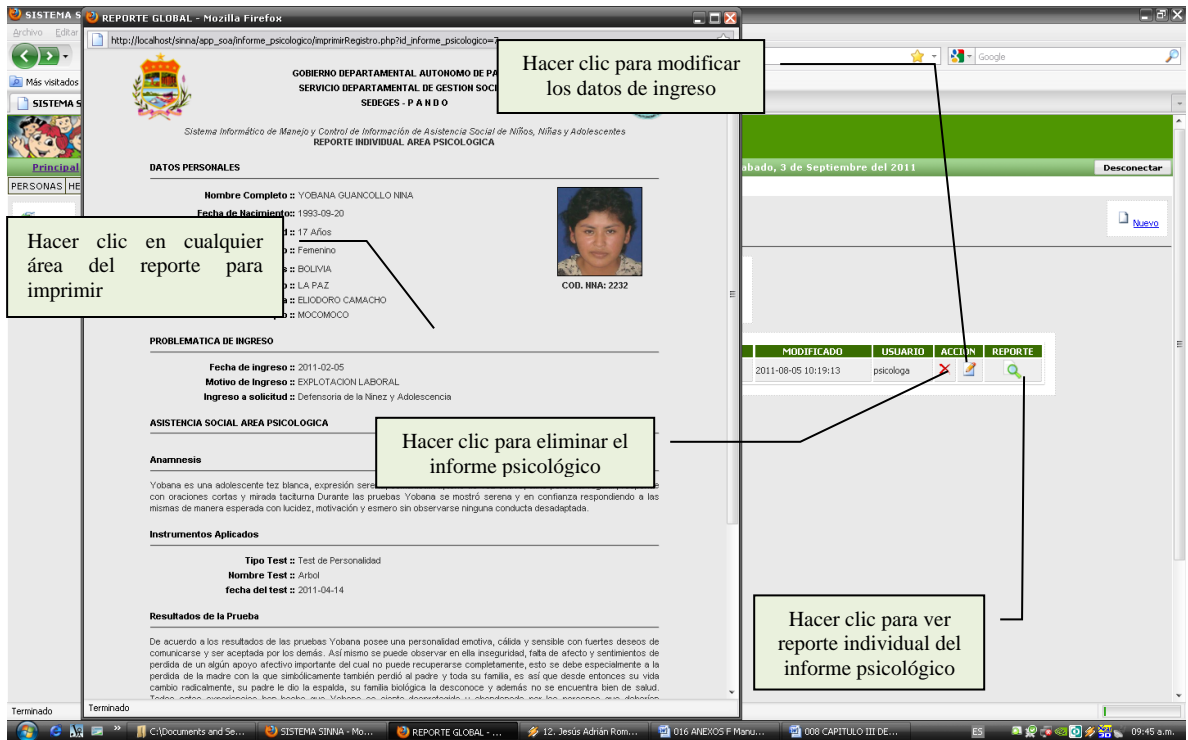 SISTEMA S
REPORTE GLOBAL - Mozilla Firefox
Archivo Editar
http://localhost/sinna/app_soa/informe_psicologico/imprimirRegistro.php?id_informe_psicologico=7
Google
Más visitados
SISTEMA S
Principal
PERSONAS HE
GOBIERNO DEPARTAMENTAL AUTONOMO DE PA
SERVICIO DEPARTAMENTAL DE GESTION SOC
SEDEGES - P A N D O
Sistema Informático de Manejo y Control de Información de Asistencia Social de Niños, Niñas y Adolescentes
REPORTE INDIVIDUAL AREA PSICOLOGICA
DATOS PERSONALES
Nombre Completo :: YOBANA GUANCOLLO NINA
Fecha de Nacimiento:: 1993-09-20
d :: 17 Años
o :: Femenino
s :: BOLIVIA
o :: LA PAZ
a :: ELIODORO CAMACHO
:: MOCOMOCO
COD. NNA: 2232
PROBLEMATICA DE INGRESO
Fecha de ingreso :: 2011-02-05
Motivo de Ingreso :: EXPLOTACION LABORAL
Ingreso a solicitud :: Defensoria de la Ninez y Adolescencia
ASISTENCIA SOCIAL AREA PSICOLOGICA
Anamnesis
Yobana es una adolescente tez blanca, expresión sere
con oraciones cortas y mirada taciturna Durante las pruebas Yobana se mostró serena y en confianza respondiendo a las
mismas de manera esperada con lucidez, motivación y esmero sin observarse ninguna conducta desadaptada.
Instrumentos Aplicados
Tipo Test :: Test de Personalidad
Nombre Test :: Arbol
fecha del test :: 2011-04-14
Resultados de la Prueba
De acuerdo a los resultados de las pruebas Yobana posee una personalidad emotiva, cálida y sensible con fuertes deseos de
comunicarse y ser aceptada por los demás. Así mismo se puede observar en ella inseguridad, falta de afecto y sentimientos de
perdida de un algún apoyo afectivo importante del cual no puede recuperarse completamente, esto se debe especialmente a la
perdida de la madre con la que simbólicamente también perdió al padre y toda su familia, es así que desde entonces su vida
cambio radicalmente, su padre le dio la espalda, su familia biológica la desconoce y además no se encuentra bien de salud.
Hacer clic para modificar
los datos de ingreso
Hacer clic en cualquier
área del reporte para
imprimir
Hacer clic para eliminar el
informe psicológico
Hacer clic para ver
reporte individual del
informe psicológico
abado, 3 de Septiembre del 2011
Desconectar
Nuevo
MODIFICADO USUARIO ACCION REPORTE
2011-08-05 10:19:13 psicologa
Terminado
Terminado
C:\Documents and Se... SISTEMA SINNA - Mo... REPORTE GLOBAL - ... 12. Jesús Adrián Rom... 016 ANEXOS F Manu... 008 CAPITULO III DE... ES 09:45 a.m.